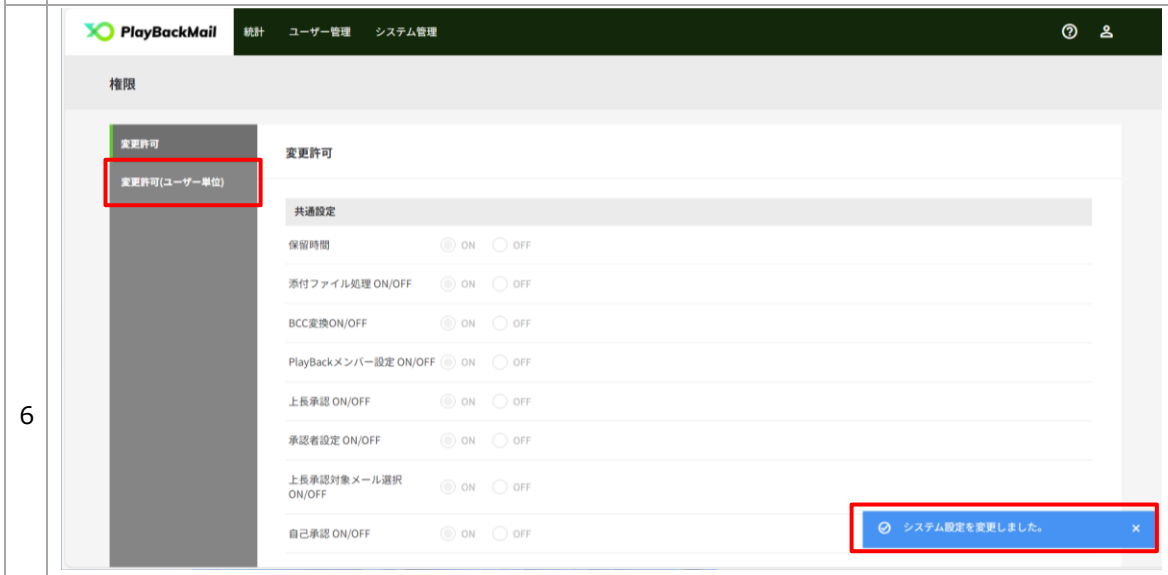 PlayBackMail 統計 ユーザー管理 システム管理
権限
変更許可
変更許可(ユーザー単位)
変更許可
共通設定
保留時間 ON OFF
添付ファイル処理 ON/OFF ON OFF
BCC変換ON/OFF ON OFF
PlayBackメンバー設定 ON/OFF ON OFF
上長承認 ON/OFF ON OFF
6
承認者設定 ON/OFF ON OFF
上長承認対象メール選択
ON/OFF ON OFF
自己承認 ON/OFF ON OFF
システム設定を変更しました。 ×